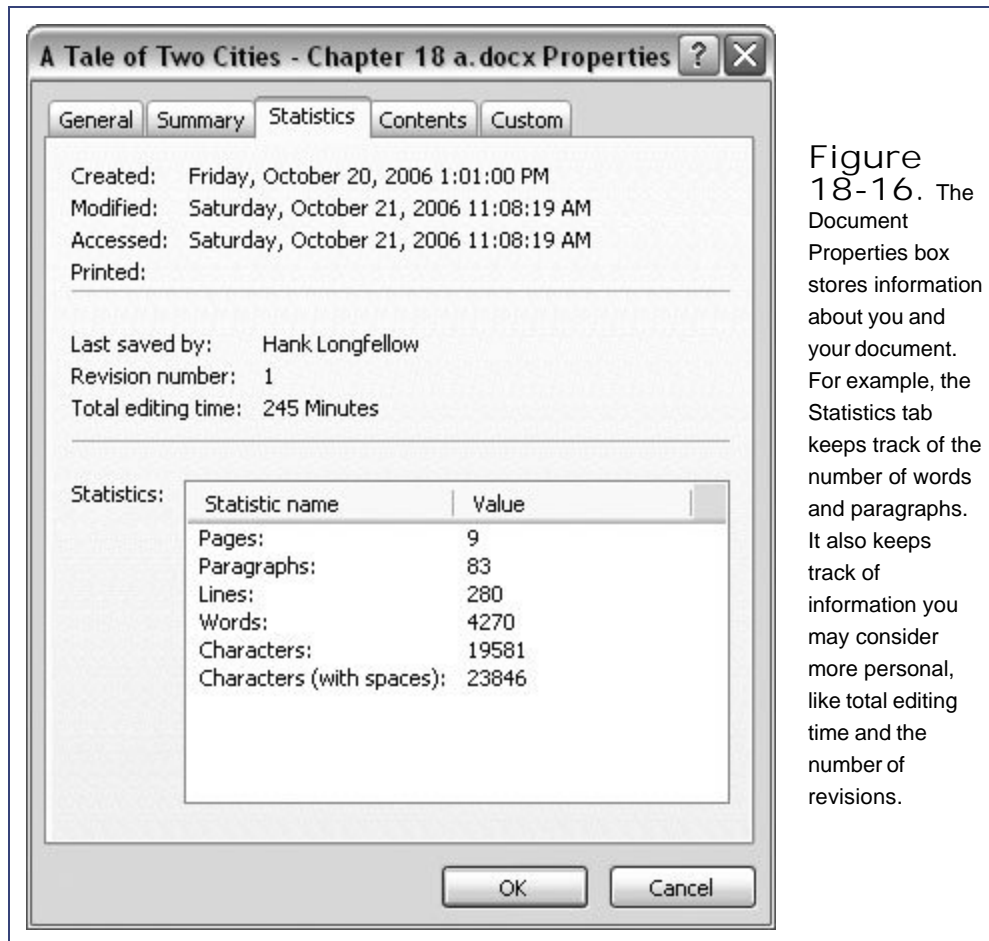 A Tale of Two Cities - Chapter 18 a.docx Properties ?
General Summary Statistics Contents Custom
Created: Friday, October 20, 2006 1:01:00 PM
Modified: Saturday, October 21, 2006 11:08:19 AM
Accessed: Saturday, October 21, 2006 11:08:19 AM
Printed:
Last saved by: Hank Longfellow
Revision number: 1
Total editing time: 245 Minutes
Statistics:
Statistic name Value
Pages: 9
Paragraphs: 83
Lines: 280
Words: 4270
Characters: 19581
Characters (with spaces): 23846
OK Cancel
Figure
18-16. The
Document
Properties box
stores information
about you and
your document.
For example, the
Statistics tab
keeps track of the
number of words
and paragraphs.
It also keeps
track of
information you
may consider
more personal,
like total editing
time and the
number of
revisions.